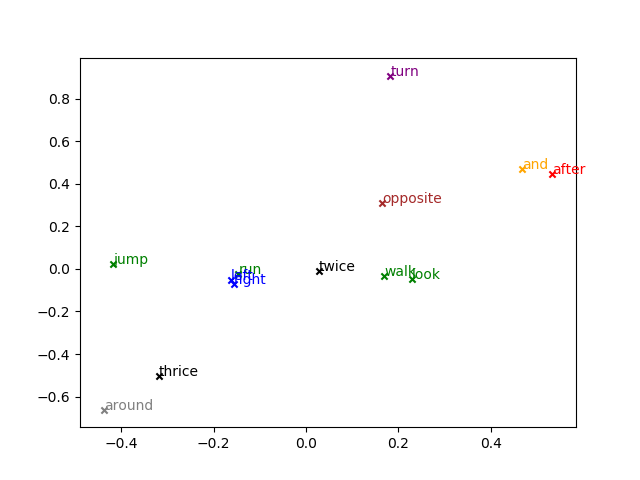 turn
0.8
0.6
and
after
0.4
opposite
0.2
jump
run
twice
0.0
left
right
walk
look
−0.2
thrice
−0.4
around
−0.6
−0.4
−0.2
0.0
0.2
0.4